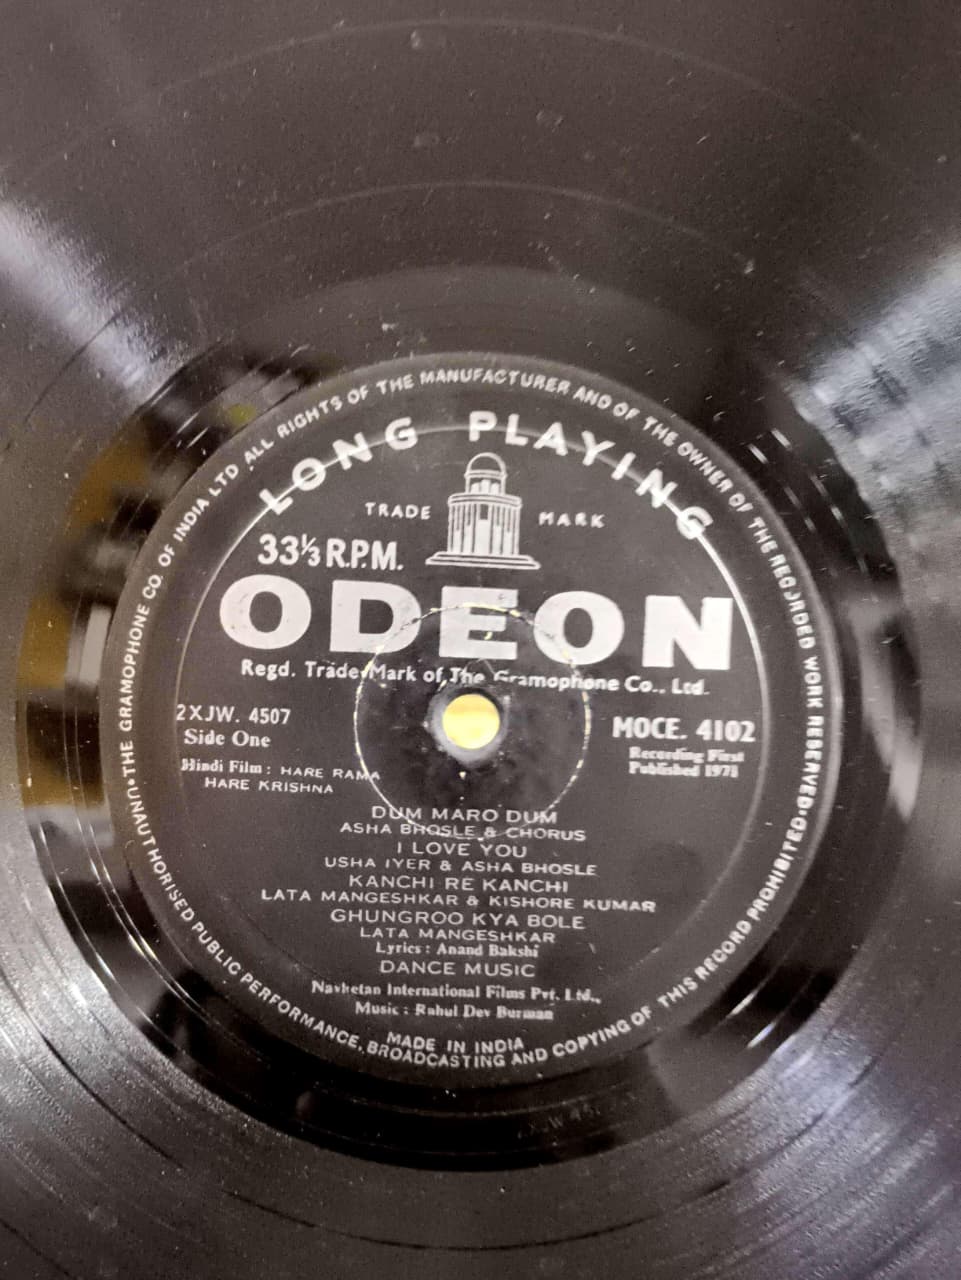 THE GRAMOPHONE CO. OF INDIA LTD ALL RIGHTS OF THE MANUFACTURER AND OF THE OWNER OF THE RECORDED WORK RESERVED·UNAUTHORISED PUBLIC PERFORMANCE, BROADCASTING AND COPYING OF THIS RECORD PROHIBITED·
LONG PLAYING
TRADE MARK
33⅓ R.P.M.
ODEON
Regd. Trade Mark of The Gramophone Co., Ltd.
2XJW. 4507 MOCE. 4102
Side One Recording First
Published 1971
Hindi Film : HARE RAMA
HARE KRISHNA
DUM MARO DUM
ASHA BHOSLE & CHORUS
I LOVE YOU
USHA IYER & ASHA BHOSLE
KANCHI RE KANCHI
LATA MANGESHKAR & KISHORE KUMAR
GHUNGROO KYA BOLE
LATA MANGESHKAR
Lyrics : Anand Bakshi
DANCE MUSIC
Navketan International Films Pvt. Ltd.,
Music : Rahul Dev Burman
MADE IN INDIA